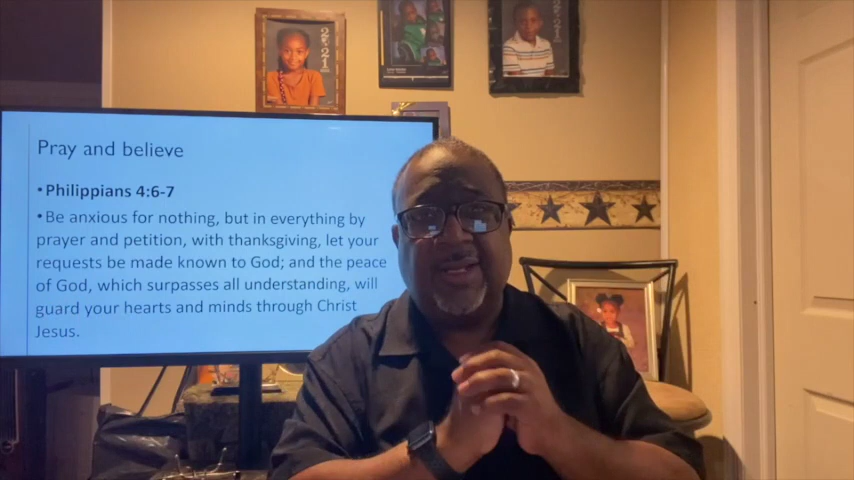 Pray and believe
•Philippians 4:6-7
•Be anxious for nothing, but in everything by
prayer and petition, with thanksgiving, let your
requests be made known to God; and the peace
of God, which surpasses all understanding, will
guard your hearts and minds through Christ
Jesus.